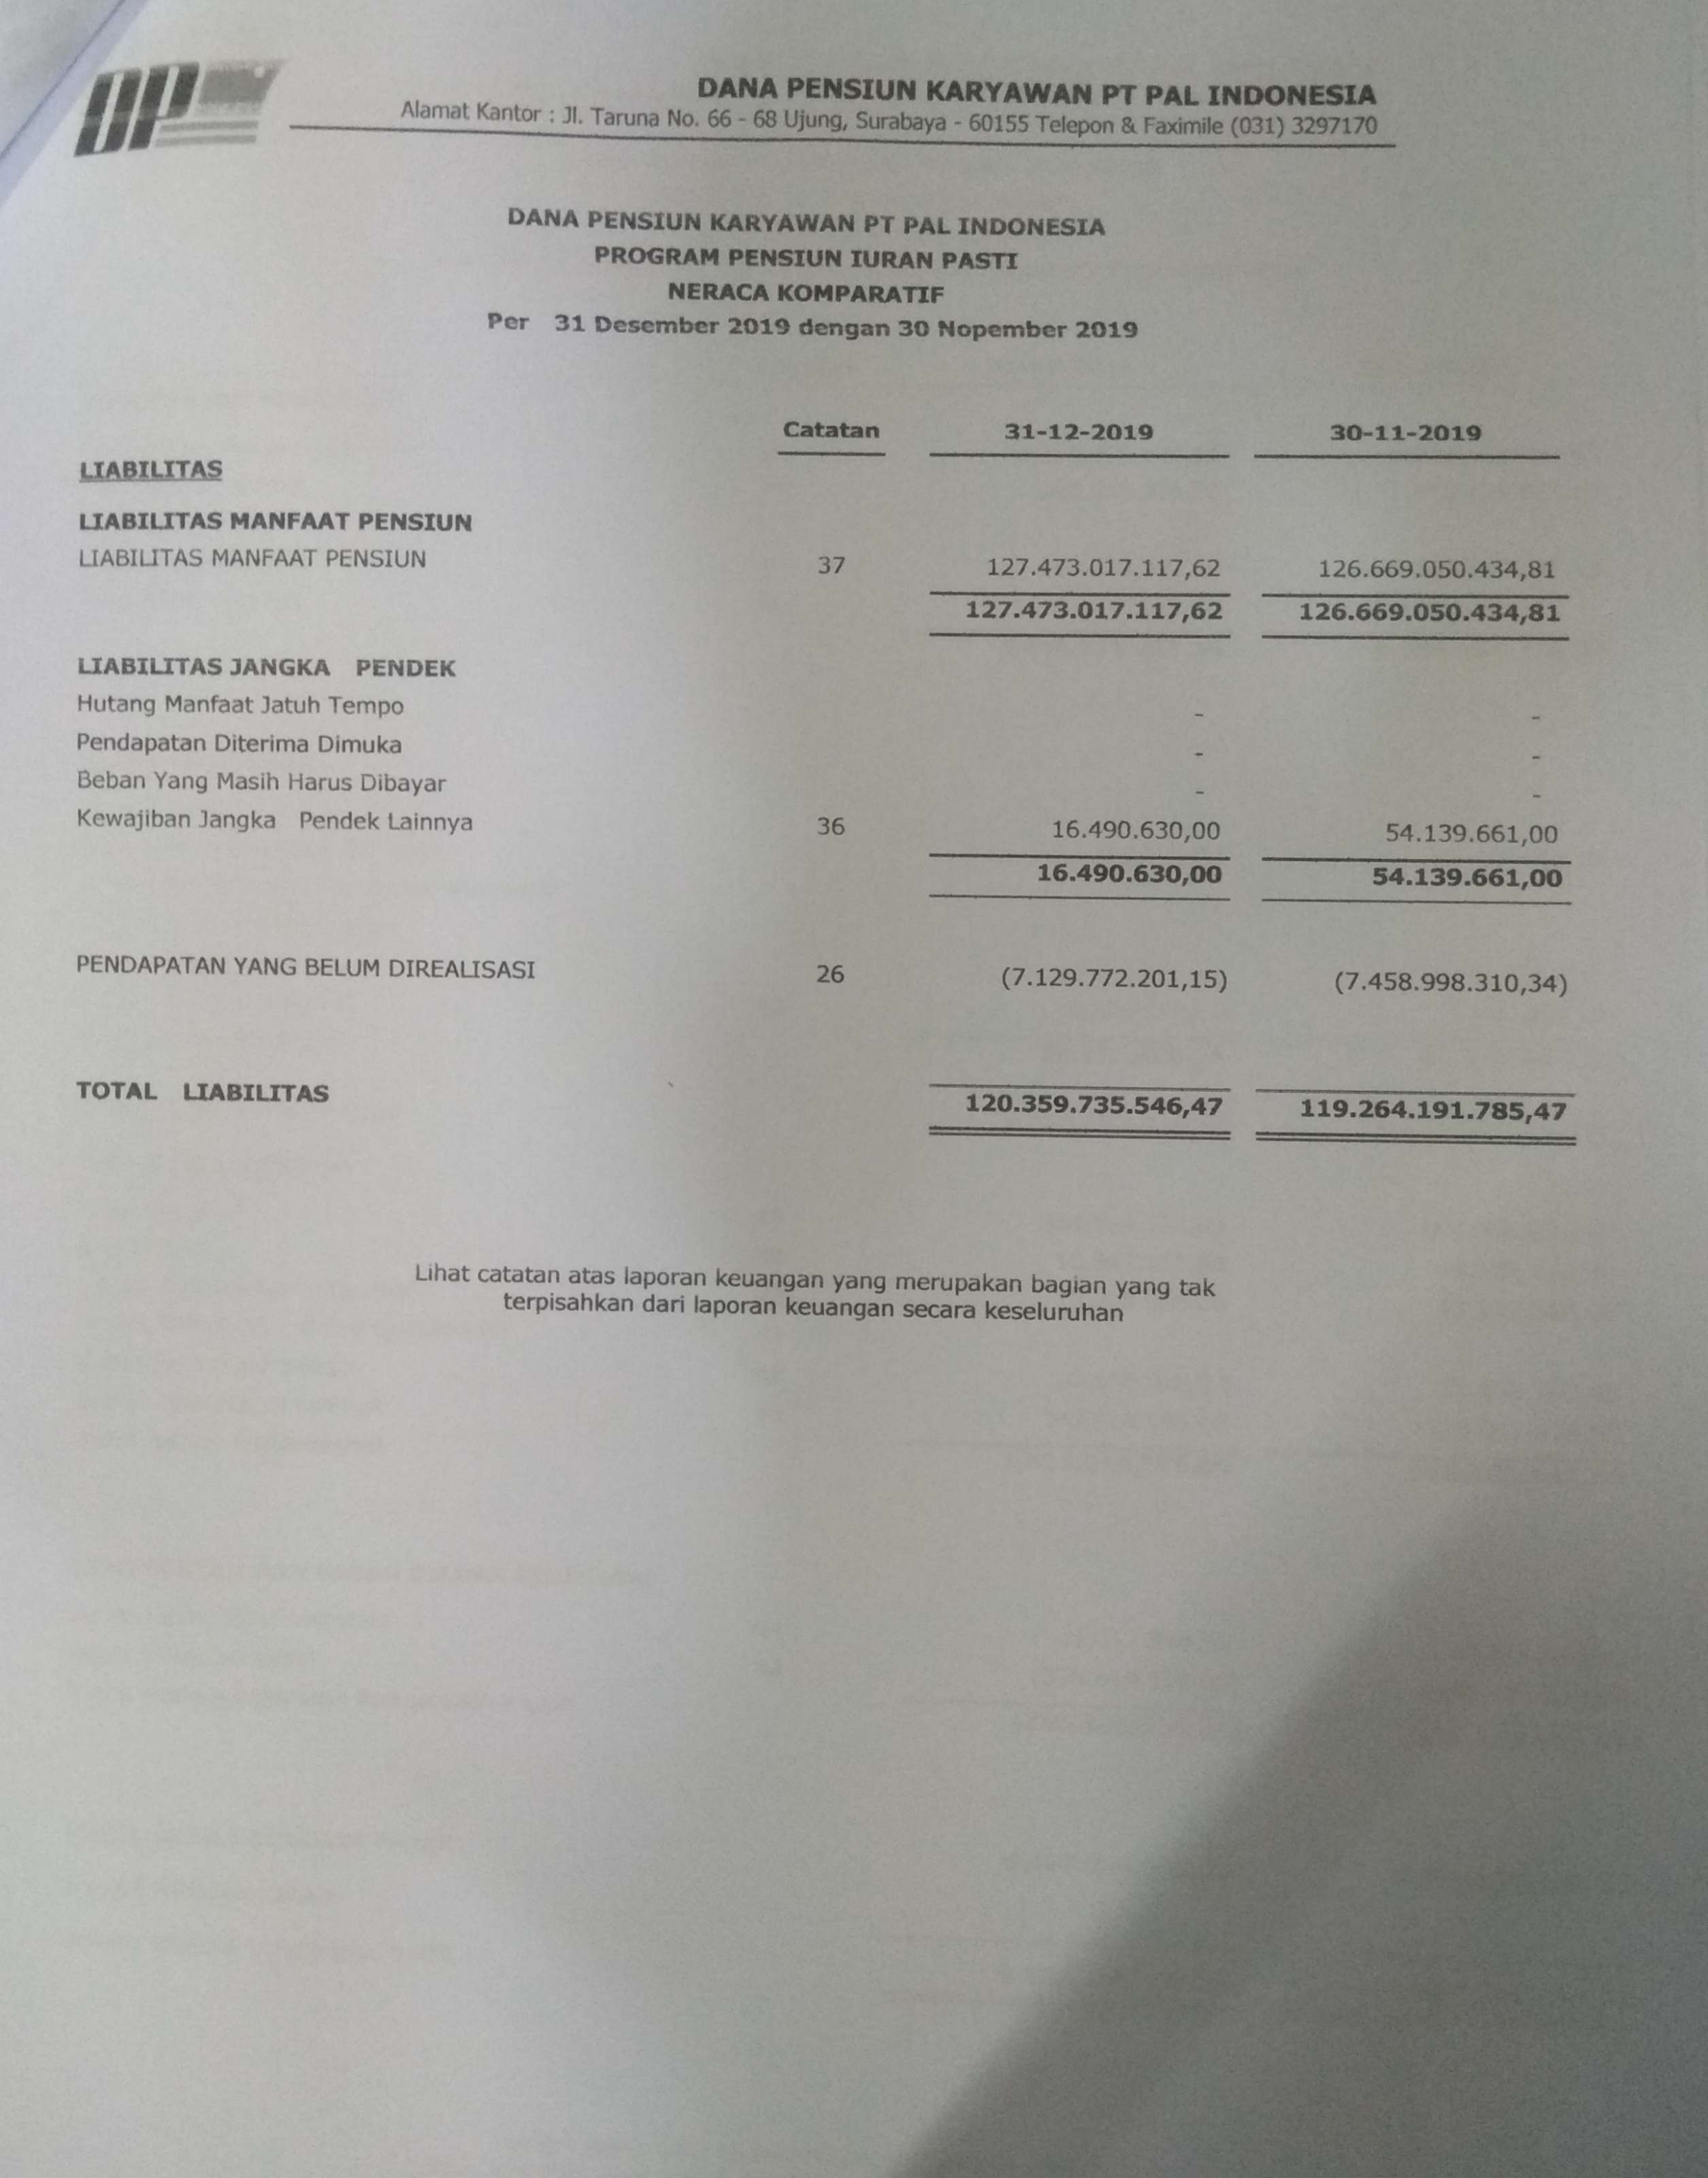 DP
DANA PENSIUN KARYAWAN PT PAL INDONESIA
Alamat Kantor : Jl. Taruna No. 66 - 68 Ujung, Surabaya - 60155 Telepon & Faximile (031) 3297170
DANA PENSIUN KARYAWAN PT PAL INDONESIA
PROGRAM PENSIUN IURAN PASTI
NERACA KOMPARATIF
Per 31 Desember 2019 dengan 30 Nopember 2019
Catatan 31-12-2019 30-11-2019
LIABILITAS
LIABILITAS MANFAAT PENSIUN
LIABILITAS MANFAAT PENSIUN 37 127.473.017.117,62 126.669.050.434,81
127.473.017.117,62 126.669.050.434,81
LIABILITAS JANGKA PENDEK
Hutang Manfaat Jatuh Tempo - -
Pendapatan Diterima Dimuka - -
Beban Yang Masih Harus Dibayar - -
Kewajiban Jangka Pendek Lainnya 36 16.490.630,00 54.139.661,00
16.490.630,00 54.139.661,00
PENDAPATAN YANG BELUM DIREALISASI 26 (7.129.772.201,15) (7.458.998.310,34)
TOTAL LIABILITAS 120.359.735.546,47 119.264.191.785,47
Lihat catatan atas laporan keuangan yang merupakan bagian yang tak
terpisahkan dari laporan keuangan secara keseluruhan